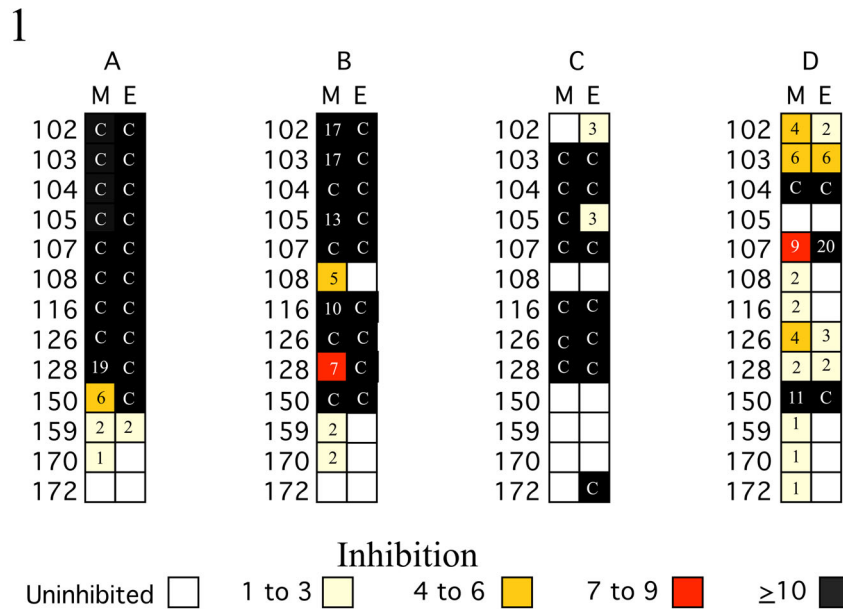 1
A B C D
M E M E M E M E
102 C C 102 17 C 102 3 102 4 2
103 C C 103 17 C 103 C C 103 6 6
104 C C 104 C C 104 C C 104 C C
105 C C 105 13 C 105 C 3 105
107 C C 107 C C 107 C C 107 9 20
108 C C 108 5 108 108 2
116 C C 116 10 C 116 C C 116 2
126 C C 126 C C 126 C C 126 4 3
128 19 C 128 7 C 128 C C 128 2 2
150 6 C 150 C C 150 150 11 C
159 2 2 159 2 159 159 1
170 1 170 2 170 170 1
172 172 172 C 172 1
Inhibition
Uninhibited 1 to 3 4 to 6 7 to 9 ≥10